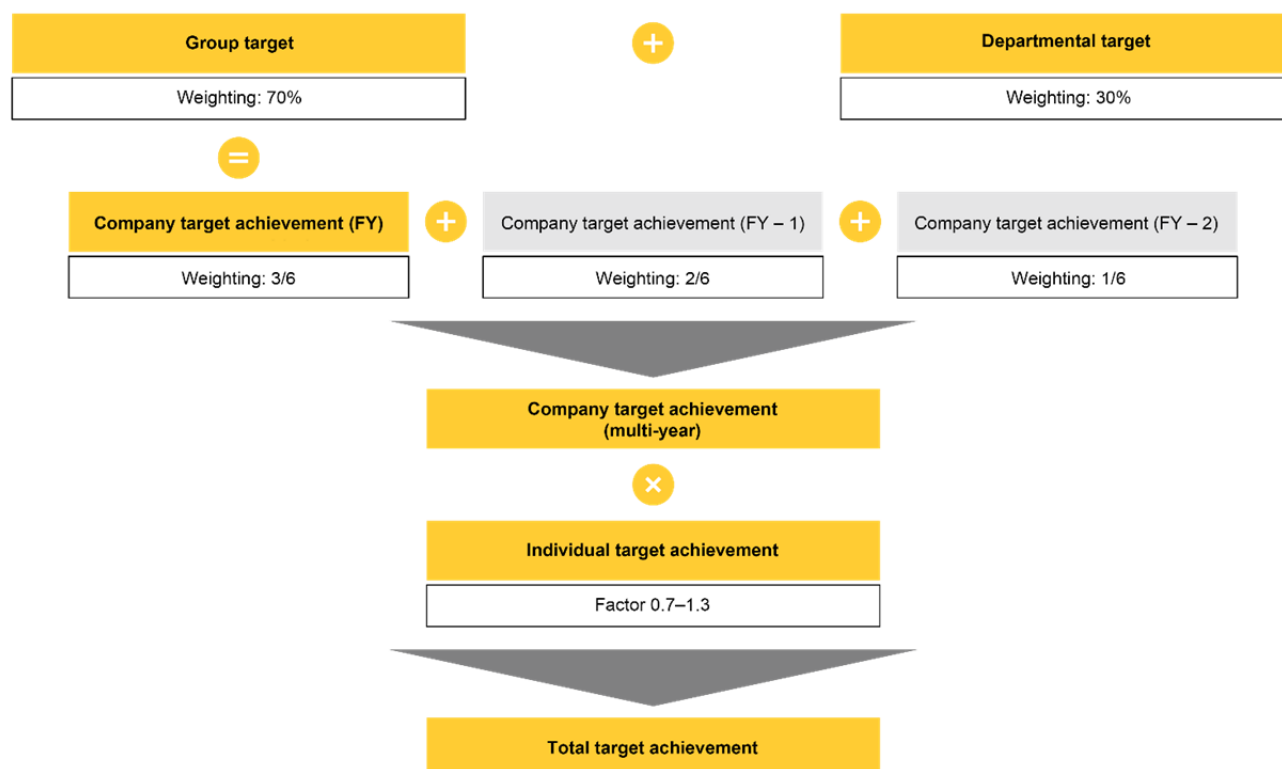 Group target
+
Departmental target
Weighting: 70%
Weighting: 30%
=
Company target achievement (FY)
+
Company target achievement (FY – 1)
+
Company target achievement (FY – 2)
Weighting: 3/6
Weighting: 2/6
Weighting: 1/6
Company target achievement
(multi-year)
×
Individual target achievement
Factor 0.7–1.3
Total target achievement